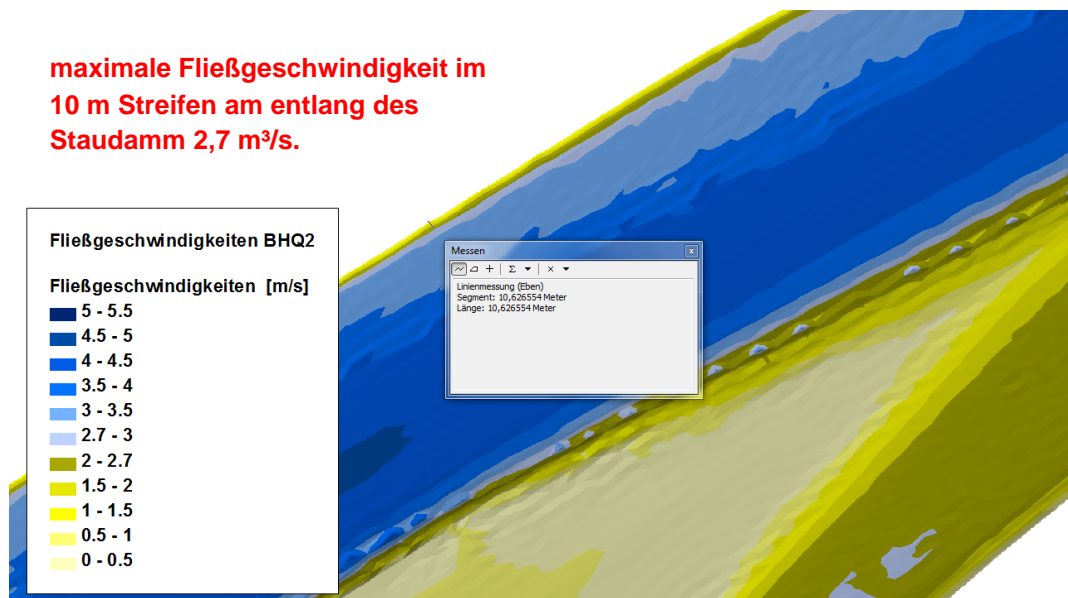 maximale Fließgeschwindigkeit im
10 m Streifen am entlang des
Staudamm 2,7 m³/s.
Fließgeschwindigkeiten BHQ2
Fließgeschwindigkeiten [m/s]
5 - 5.5
4.5 - 5
4 - 4.5
3.5 - 4
3 - 3.5
2.7 - 3
2 - 2.7
1.5 - 2
1 - 1.5
0.5 - 1
0 - 0.5
Messen
Linienmessung (Eben)
Segment: 10,626554 Meter
Länge: 10,626554 Meter